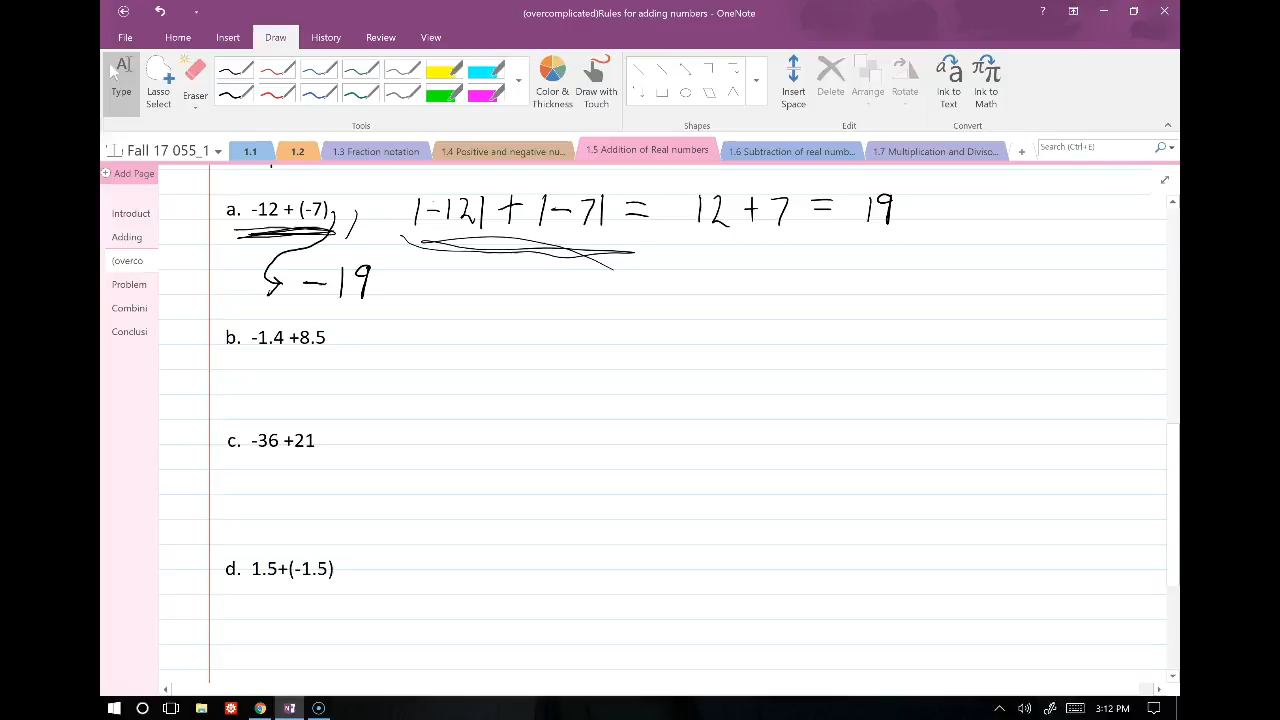 (overcomplicated)Rules for adding numbers - OneNote
?
File Home Insert Draw History Review View
Type
Lasso Select
Eraser
Color & Thickness
Draw with Touch
Insert Space
Delete
Arrange
Rotate
Ink to Text
Ink to Math
Tools
Shapes
Edit
Convert
Fall 17 055_1
1.1
1.2
1.3 Fraction notation
1.4 Positive and negative nu...
1.5 Addition of Real numbers
1.6 Subtraction of real numb...
1.7 Multiplication and Diviso...
Search (Ctrl+E)
Add Page
Introduct
Adding
(overco
Problem
Combini
Conclusi
a. -12 + (-7) , |-12| + |-7| = 12 + 7 = 19
-19
b. -1.4 +8.5
c. -36 +21
d. 1.5+(-1.5)
3:12 PM